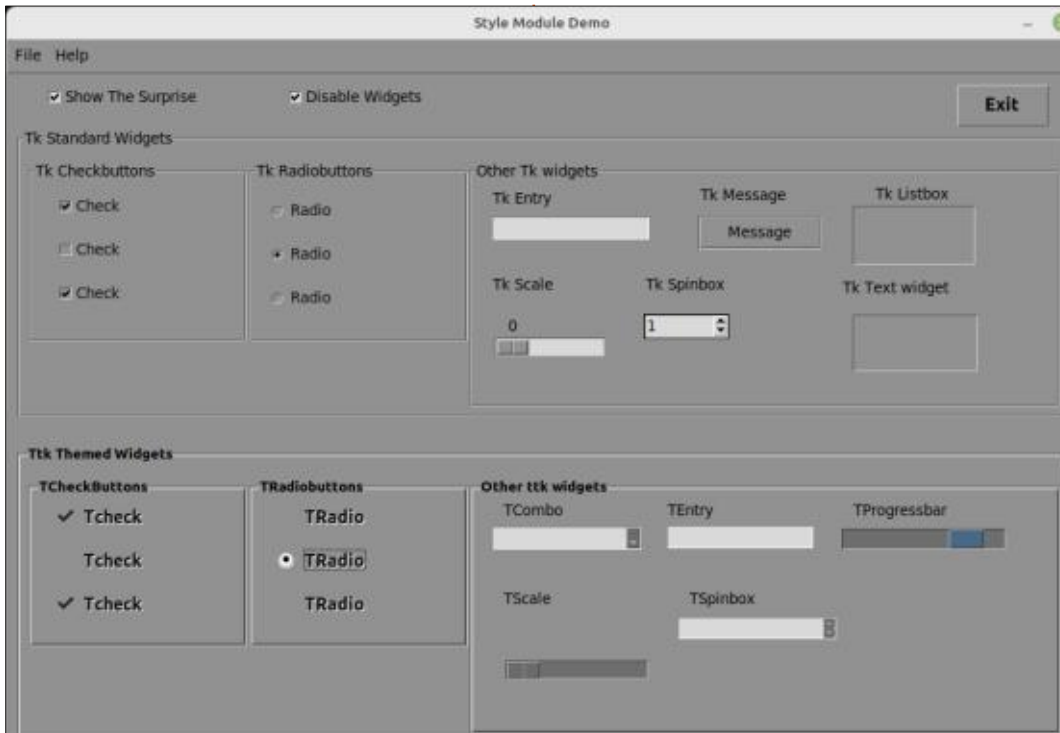 Style Module Demo
File Help
Show The Surprise
Disable Widgets
Exit
Tk Standard Widgets
Tk Checkbuttons
Check
Check
Check
Tk Radiobuttons
Radio
Radio
Radio
Other Tk widgets
Tk Entry
Tk Message
Message
Tk Listbox
Tk Scale
0
Tk Spinbox
1
Tk Text widget
Ttk Themed Widgets
TCheckButtons
Tcheck
Tcheck
Tcheck
TRadiobuttons
TRadio
TRadio
TRadio
Other ttk widgets
TCombo
TEntry
TProgressbar
TScale
TSpinbox